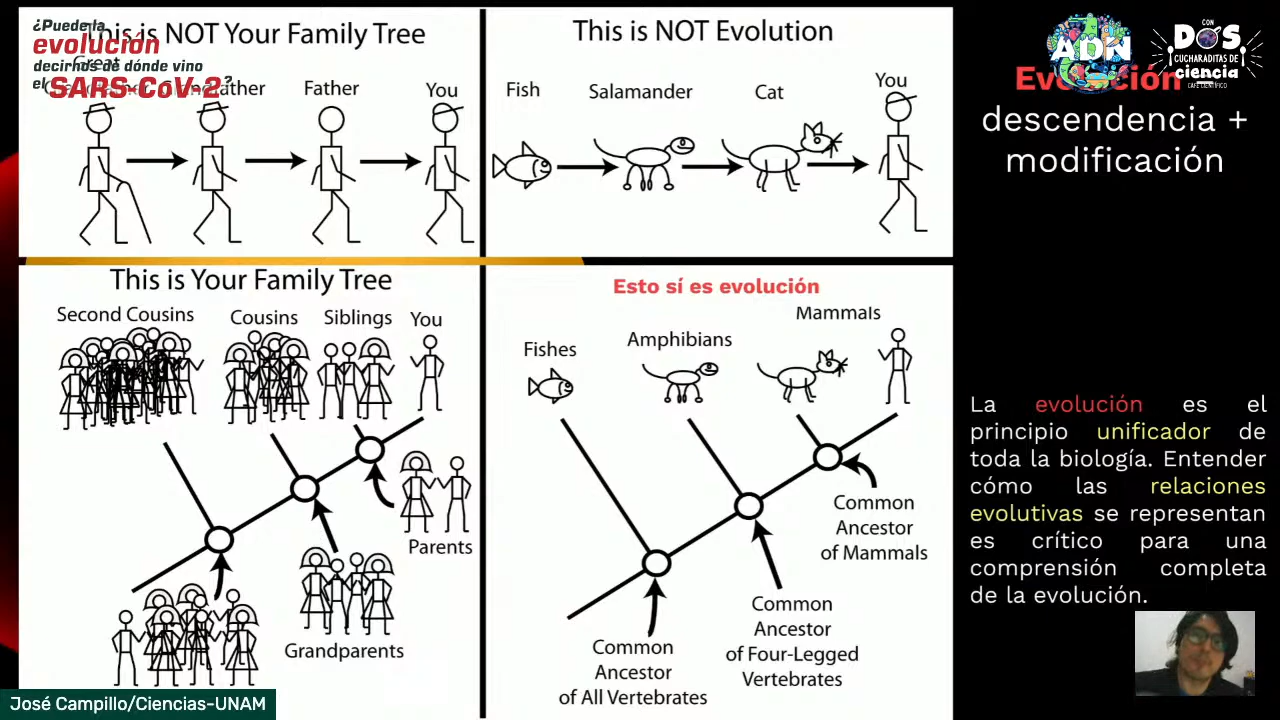 ¿Puede la
evolución
decirnos de dónde vino
el SARS-CoV-2?
This is NOT Your Family Tree
Great
Father
You
This is NOT Evolution
Fish
Salamander
Cat
You
This is Your Family Tree
Second Cousins
Cousins
Siblings
You
Parents
Grandparents
Esto sí es evolución
Fishes
Amphibians
Mammals
Common
Ancestor
of Mammals
Common
Ancestor
of Four-Legged
Vertebrates
Common
Ancestor
of All Vertebrates
ADN
CON
DOS
CUCHARADITAS DE
ciencia
CAFÉ CIENTÍFICO
Evolución
descendencia +
modificación
La evolución es el
principio unificador de
toda la biología. Entender
cómo las relaciones
evolutivas se representan
es crítico para una
comprensión completa
de la evolución.
José Campillo/Ciencias-UNAM